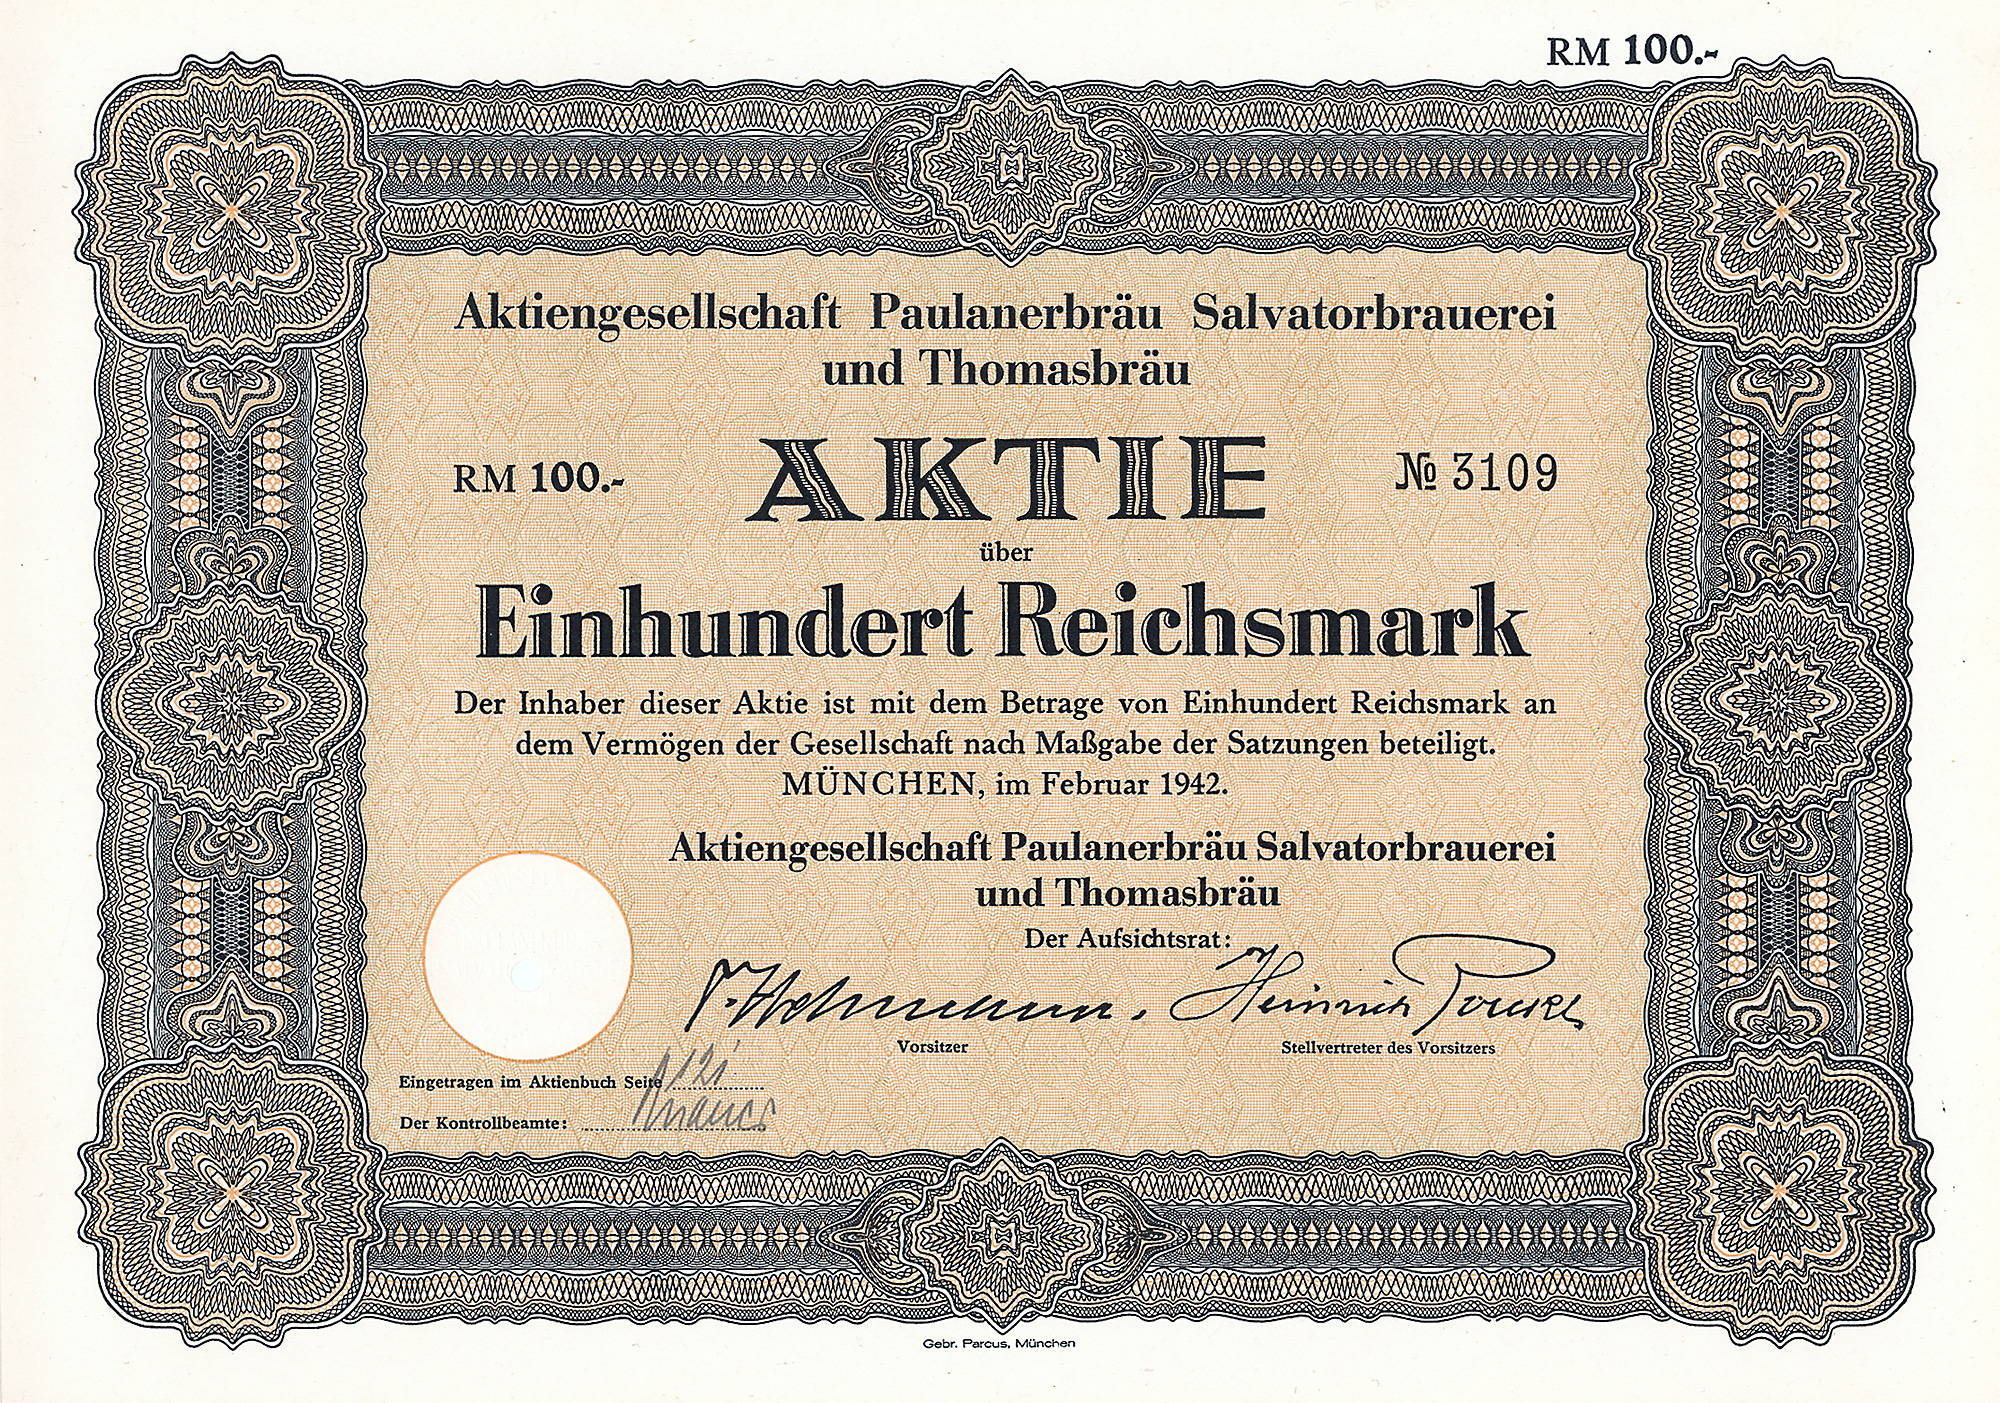 RM 100.-
Aktiengesellschaft Paulanerbräu Salvatorbrauerei
und Thomasbräu
RM 100.- AKTIE № 3109
über
Einhundert Reichsmark
Der Inhaber dieser Aktie ist mit dem Betrage von Einhundert Reichsmark an
dem Vermögen der Gesellschaft nach Maßgabe der Satzungen beteiligt.
MÜNCHEN, im Februar 1942.
Aktiengesellschaft Paulanerbräu Salvatorbrauerei
und Thomasbräu
Der Aufsichtsrat:
Heinrich
Vorsitzer Stellvertreter des Vorsitzers
Eingetragen im Aktienbuch Seite
Der Kontrollbeamte:
Gebr. Parcus, München